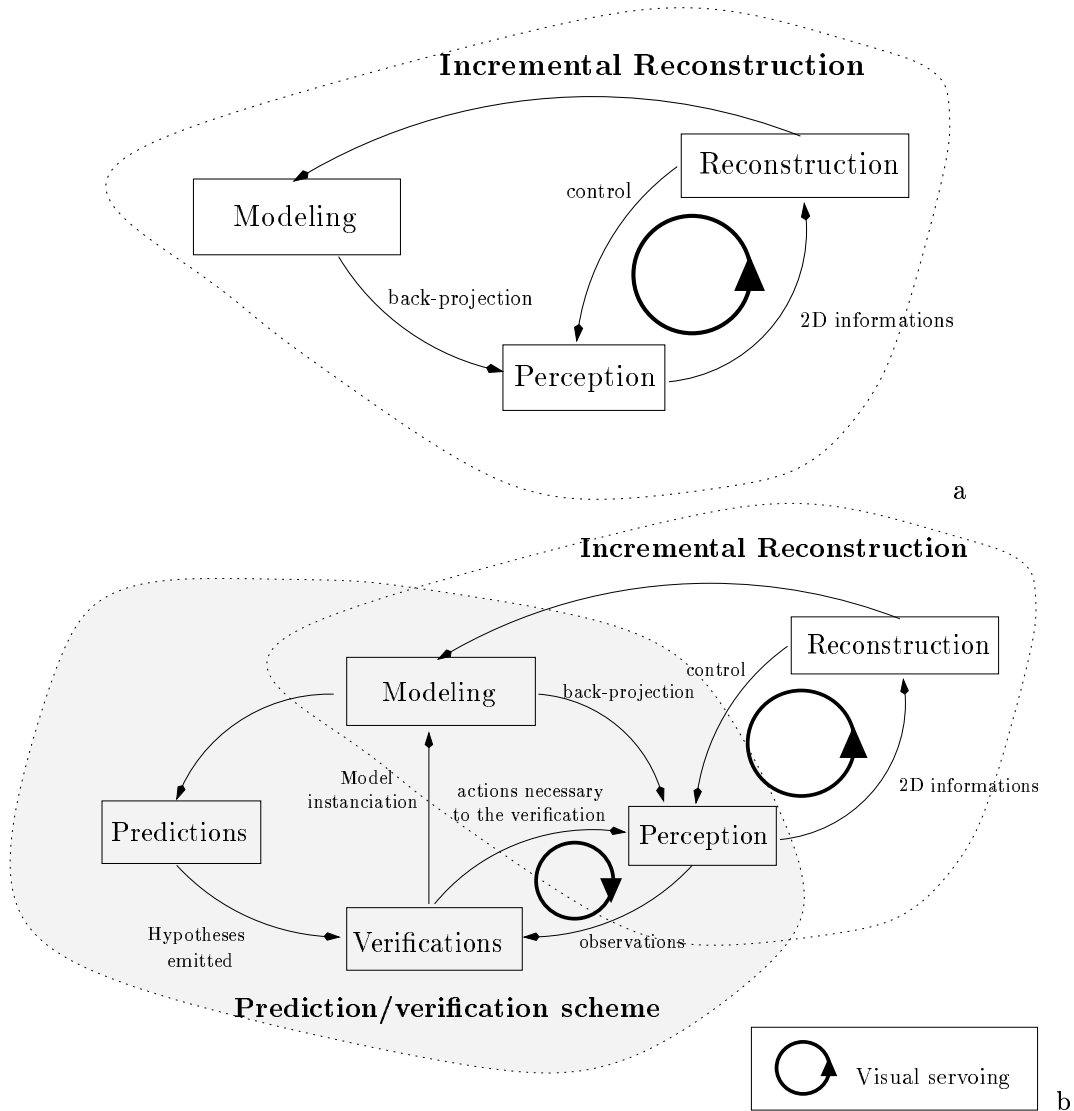 Incremental Reconstruction
Reconstruction
control
Modeling
back-projection
2D informations
Perception
a
Incremental Reconstruction
Reconstruction
control
Modeling
back-projection
Model
instanciation
actions necessary
to the verification
2D informations
Predictions
Perception
Hypotheses
emitted
Verifications
observations
Prediction/verification scheme
Visual servoing
b